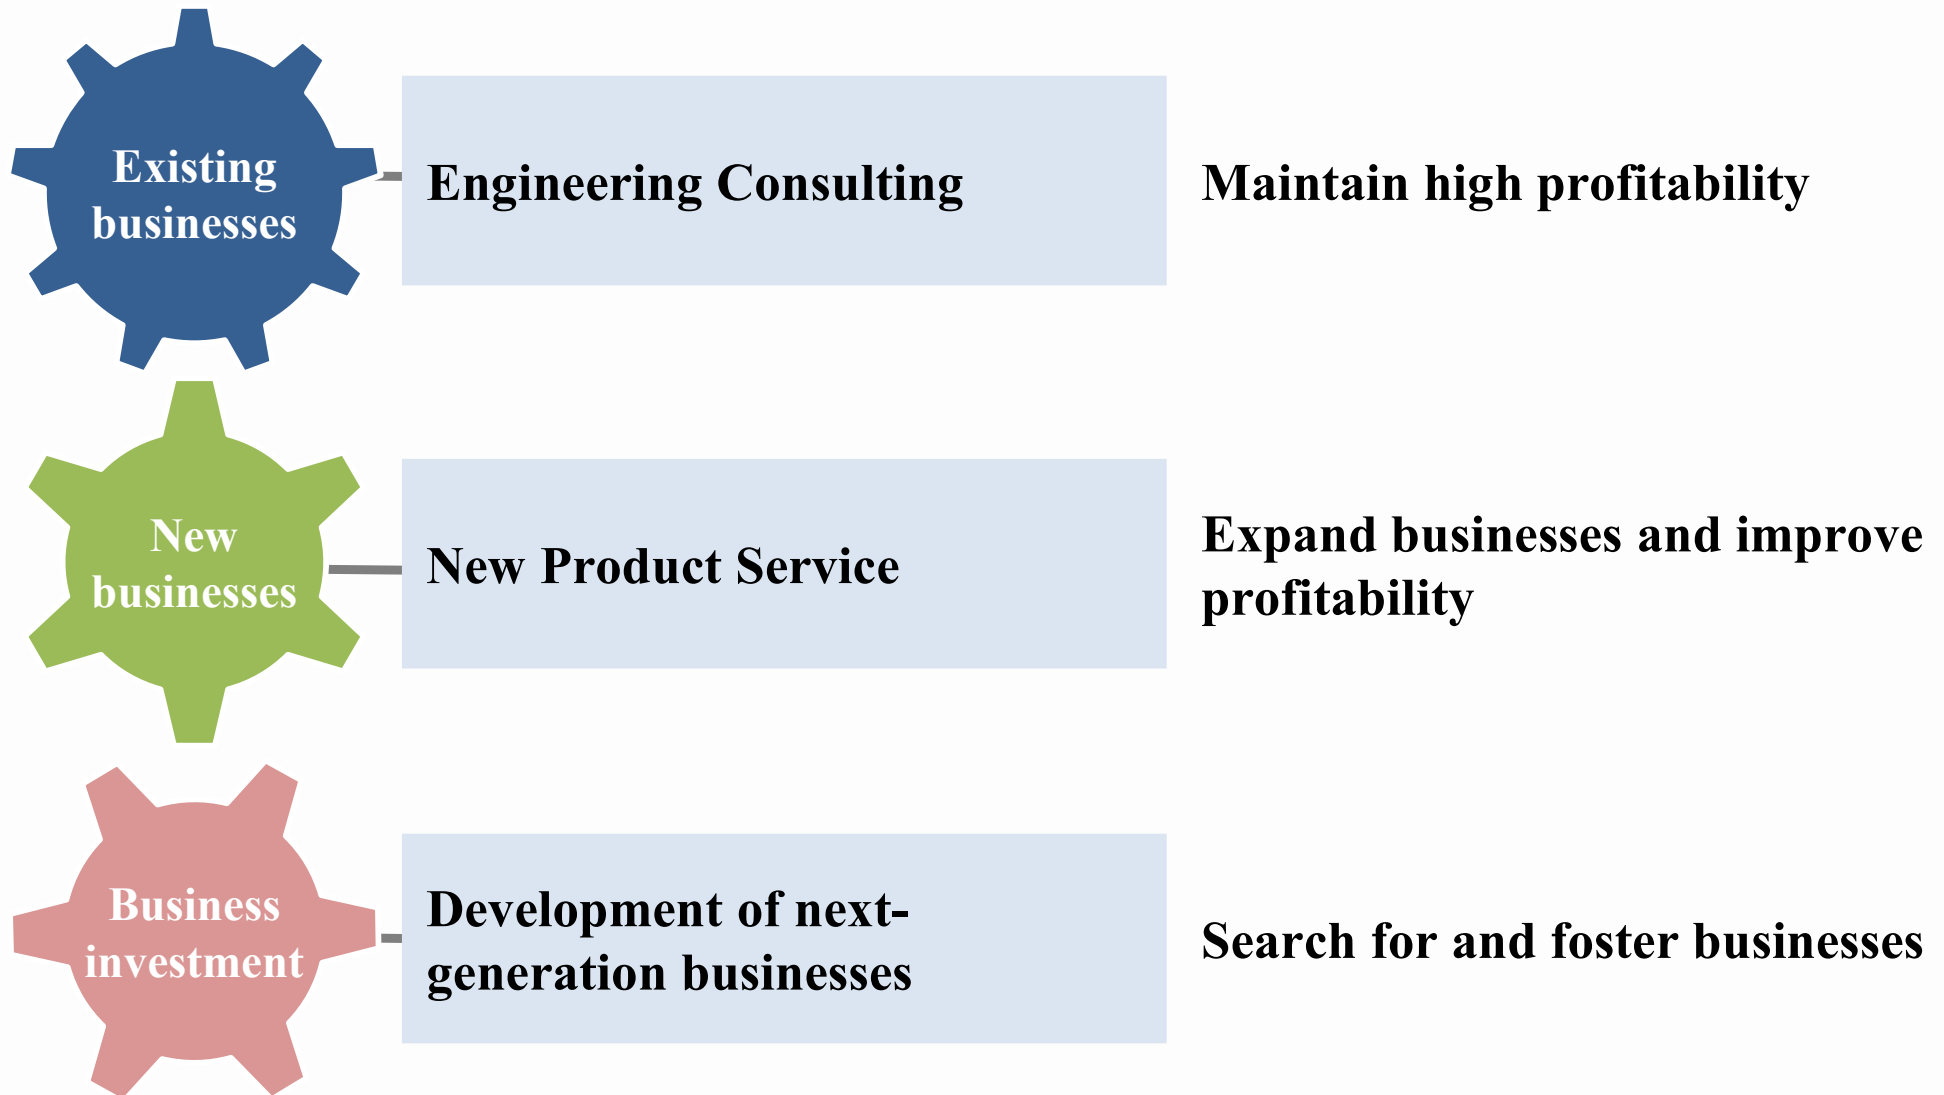 Existing
businesses
Engineering Consulting
Maintain high profitability
New
businesses
New Product Service
Expand businesses and improve
profitability
Business
investment
Development of next-
generation businesses
Search for and foster businesses